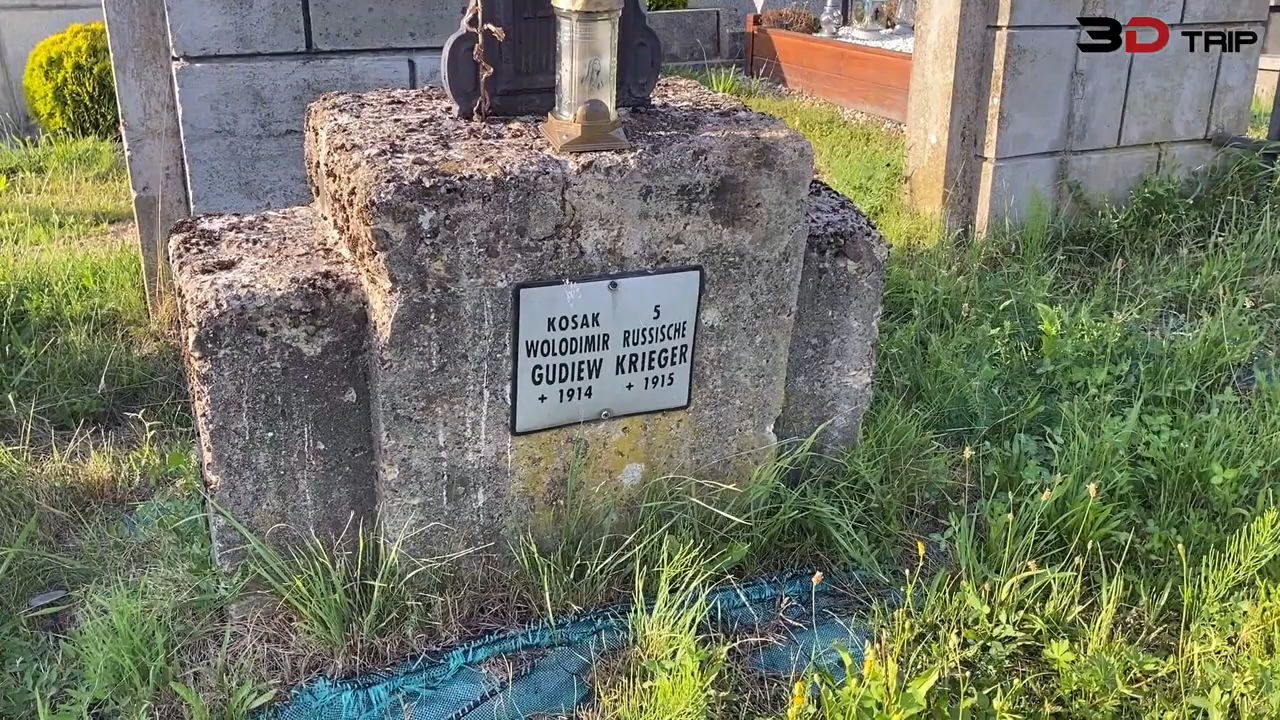 3D TRIP
KOSAK
WOLODIMIR
GUDIEW
+ 1914
5
RUSSISCHE
KRIEGER
+ 1915